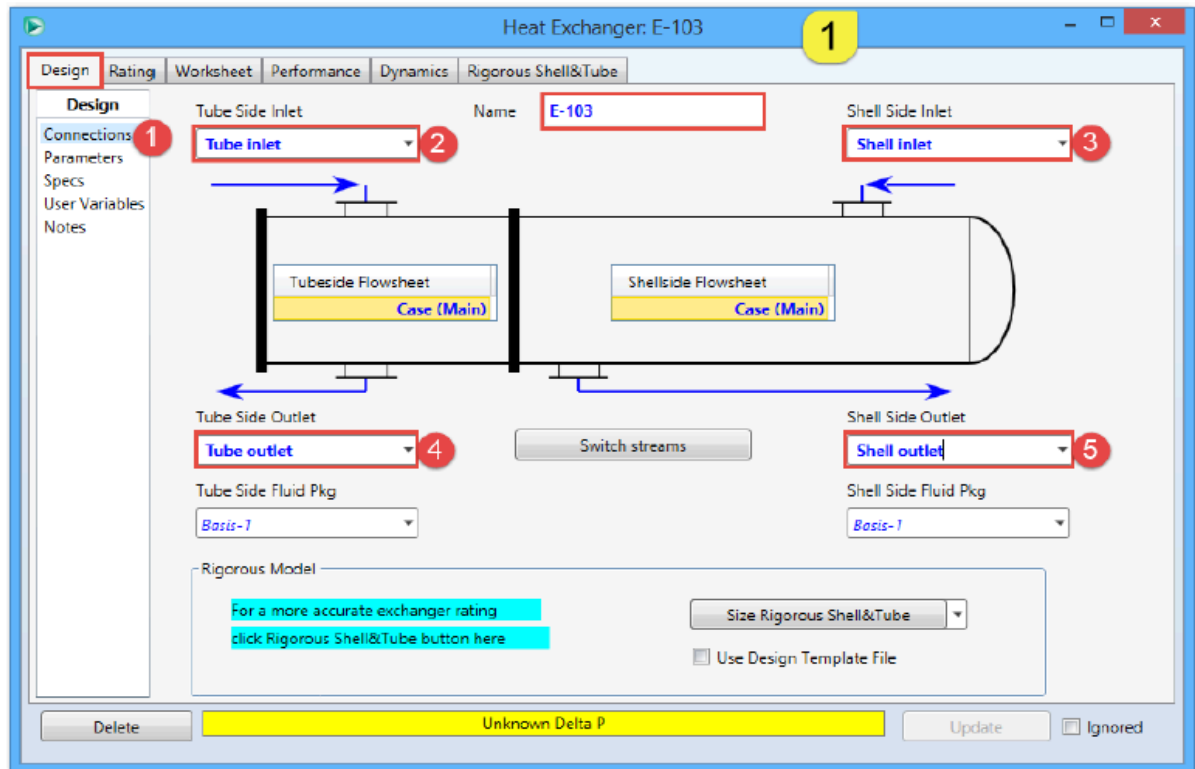 Heat Exchanger: E-103
1
Design Rating Worksheet Performance Dynamics Rigorous Shell&Tube
Design
Connections 1
Parameters
Specs
User Variables
Notes
Tube Side Inlet
Name E-103
Shell Side Inlet
Tube inlet 2
Shell inlet 3
Tubeside Flowsheet
Case (Main)
Shellside Flowsheet
Case (Main)
Tube Side Outlet
Shell Side Outlet
Tube outlet 4
Switch streams
Shell outlet 5
Tube Side Fluid Pkg
Shell Side Fluid Pkg
Basis-1
Basis-1
Rigorous Model
For a more accurate exchanger rating
click Rigorous Shell&Tube button here
Size Rigorous Shell&Tube
Use Design Template File
Delete
Unknown Delta P
Update
Ignored